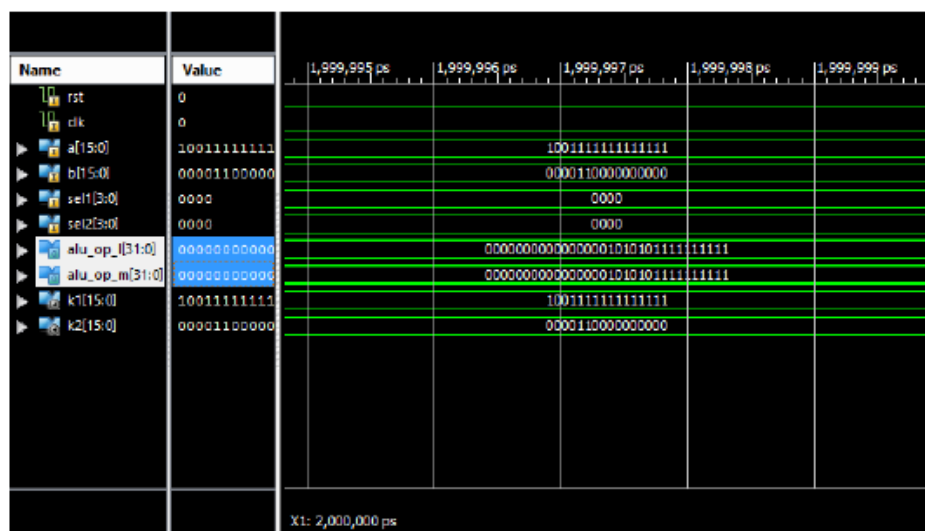 Name Value 1,999,995 ps 1,999,996 ps 1,999,997 ps 1,999,998 ps 1,999,999 ps
rst 0
clk 0
a[15:0] 10011111111 1001111111111111
b[15:0] 00001100000 0000110000000000
sel1[3:0] 0000 0000
sel2[3:0] 0000 0000
alu_op_l[31:0] 00000000000 00000000000000001010101111111111
alu_op_m[31:0] 00000000000 00000000000000001010101111111111
k1[15:0] 10011111111 1001111111111111
k2[15:0] 00001100000 0000110000000000
X1: 2,000,000 ps